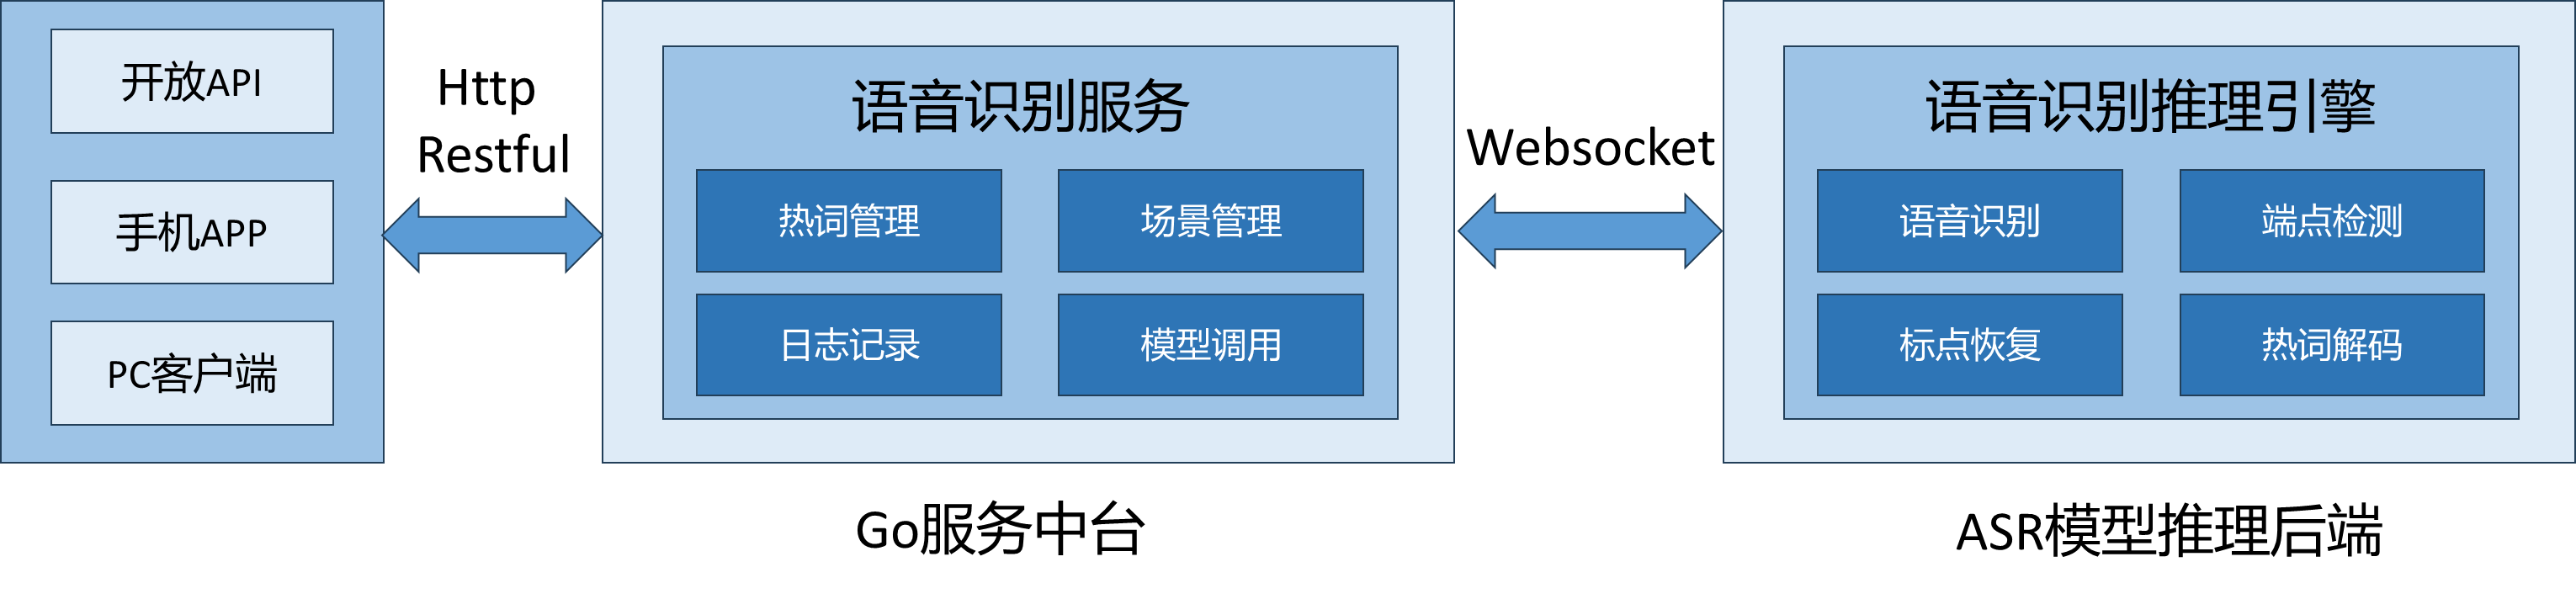 开放API
手机APP
PC客户端
Http
Restful
语音识别服务
热词管理
场景管理
日志记录
模型调用
Go服务中台
Websocket
语音识别推理引擎
语音识别
端点检测
标点恢复
热词解码
ASR模型推理后端